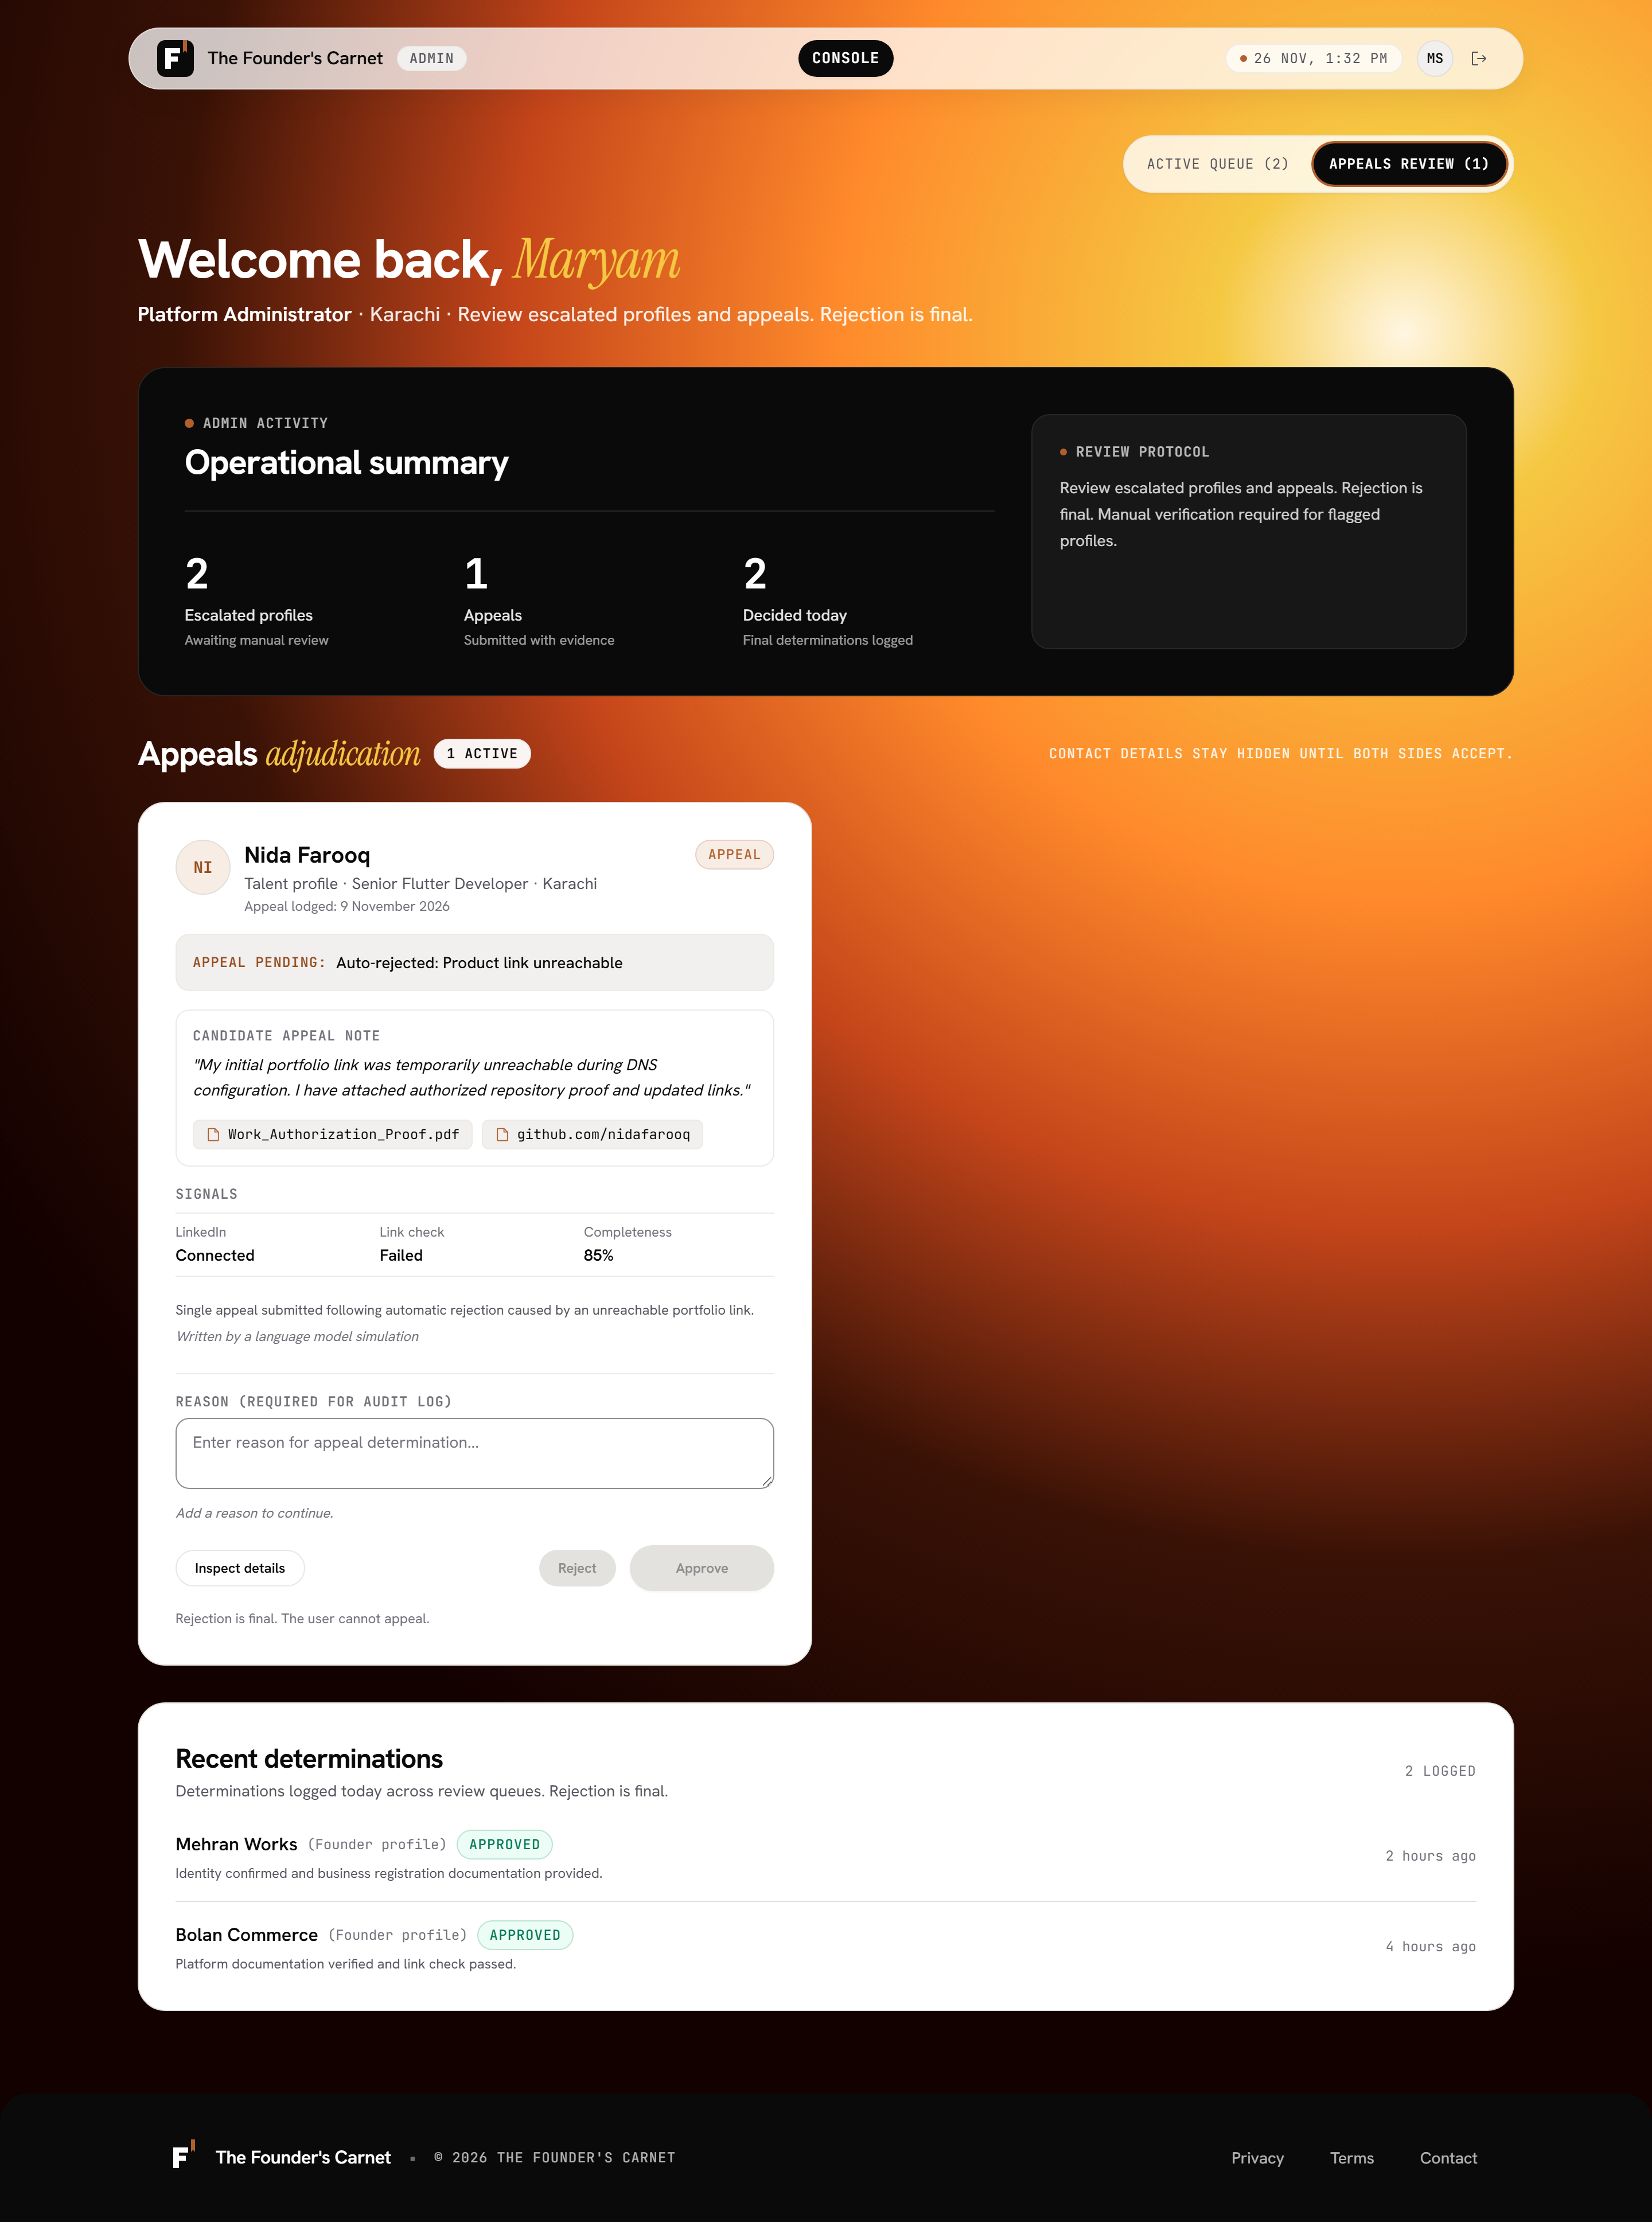 F
The Founder's Carnet
ADMIN
CONSOLE
26 NOV, 1:32 PM
MS
ACTIVE QUEUE (2)
APPEALS REVIEW (1)
Welcome back, Maryam
Platform Administrator · Karachi · Review escalated profiles and appeals. Rejection is final.
ADMIN ACTIVITY
Operational summary
2
Escalated profiles
Awaiting manual review
1
Appeals
Submitted with evidence
2
Decided today
Final determinations logged
REVIEW PROTOCOL
Review escalated profiles and appeals. Rejection is
final. Manual verification required for flagged
profiles.
Appeals adjudication
1 ACTIVE
CONTACT DETAILS STAY HIDDEN UNTIL BOTH SIDES ACCEPT.
NI
Nida Farooq
Talent profile · Senior Flutter Developer · Karachi
Appeal lodged: 9 November 2026
APPEAL
APPEAL PENDING: Auto-rejected: Product link unreachable
CANDIDATE APPEAL NOTE
"My initial portfolio link was temporarily unreachable during DNS
configuration. I have attached authorized repository proof and updated links."
Work_Authorization_Proof.pdf
github.com/nidafarooq
SIGNALS
LinkedIn
Connected
Link check
Failed
Completeness
85%
Single appeal submitted following automatic rejection caused by an unreachable portfolio link.
Written by a language model simulation
REASON (REQUIRED FOR AUDIT LOG)
Enter reason for appeal determination...
Add a reason to continue.
Inspect details
Reject
Approve
Rejection is final. The user cannot appeal.
Recent determinations
Determinations logged today across review queues. Rejection is final.
2 LOGGED
Mehran Works (Founder profile) APPROVED
Identity confirmed and business registration documentation provided.
2 hours ago
Bolan Commerce (Founder profile) APPROVED
Platform documentation verified and link check passed.
4 hours ago
F
The Founder's Carnet
© 2026 THE FOUNDER'S CARNET
Privacy
Terms
Contact